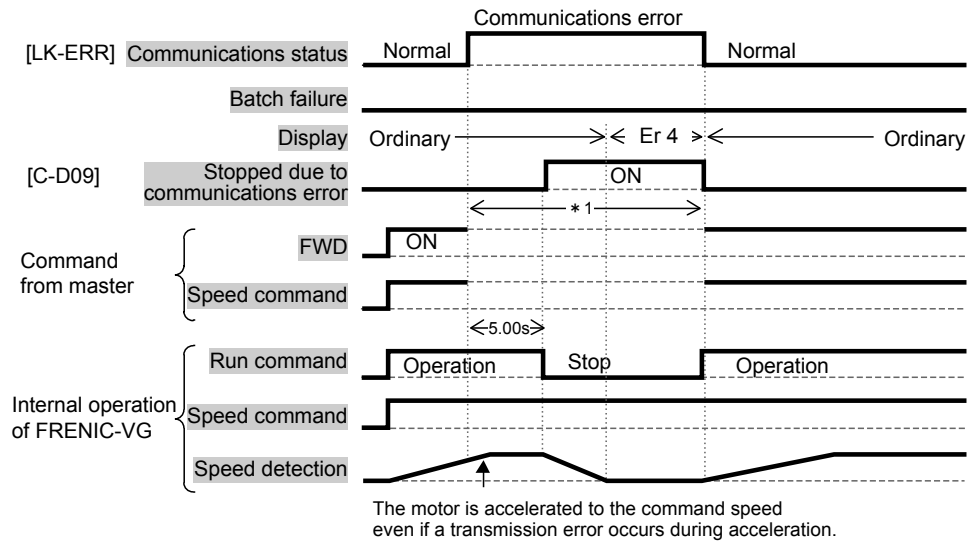 Communications error
[LK-ERR] Communications status Normal Normal
Batch failure
Display Ordinary Er 4 Ordinary
[C-D09] Stopped due to
communications error ON
* 1
Command
from master
FWD ON
Speed command
5.00s
Run command Operation Stop Operation
Internal operation
of FRENIC-VG
Speed command
Speed detection
The motor is accelerated to the command speed
even if a transmission error occurs during acceleration.